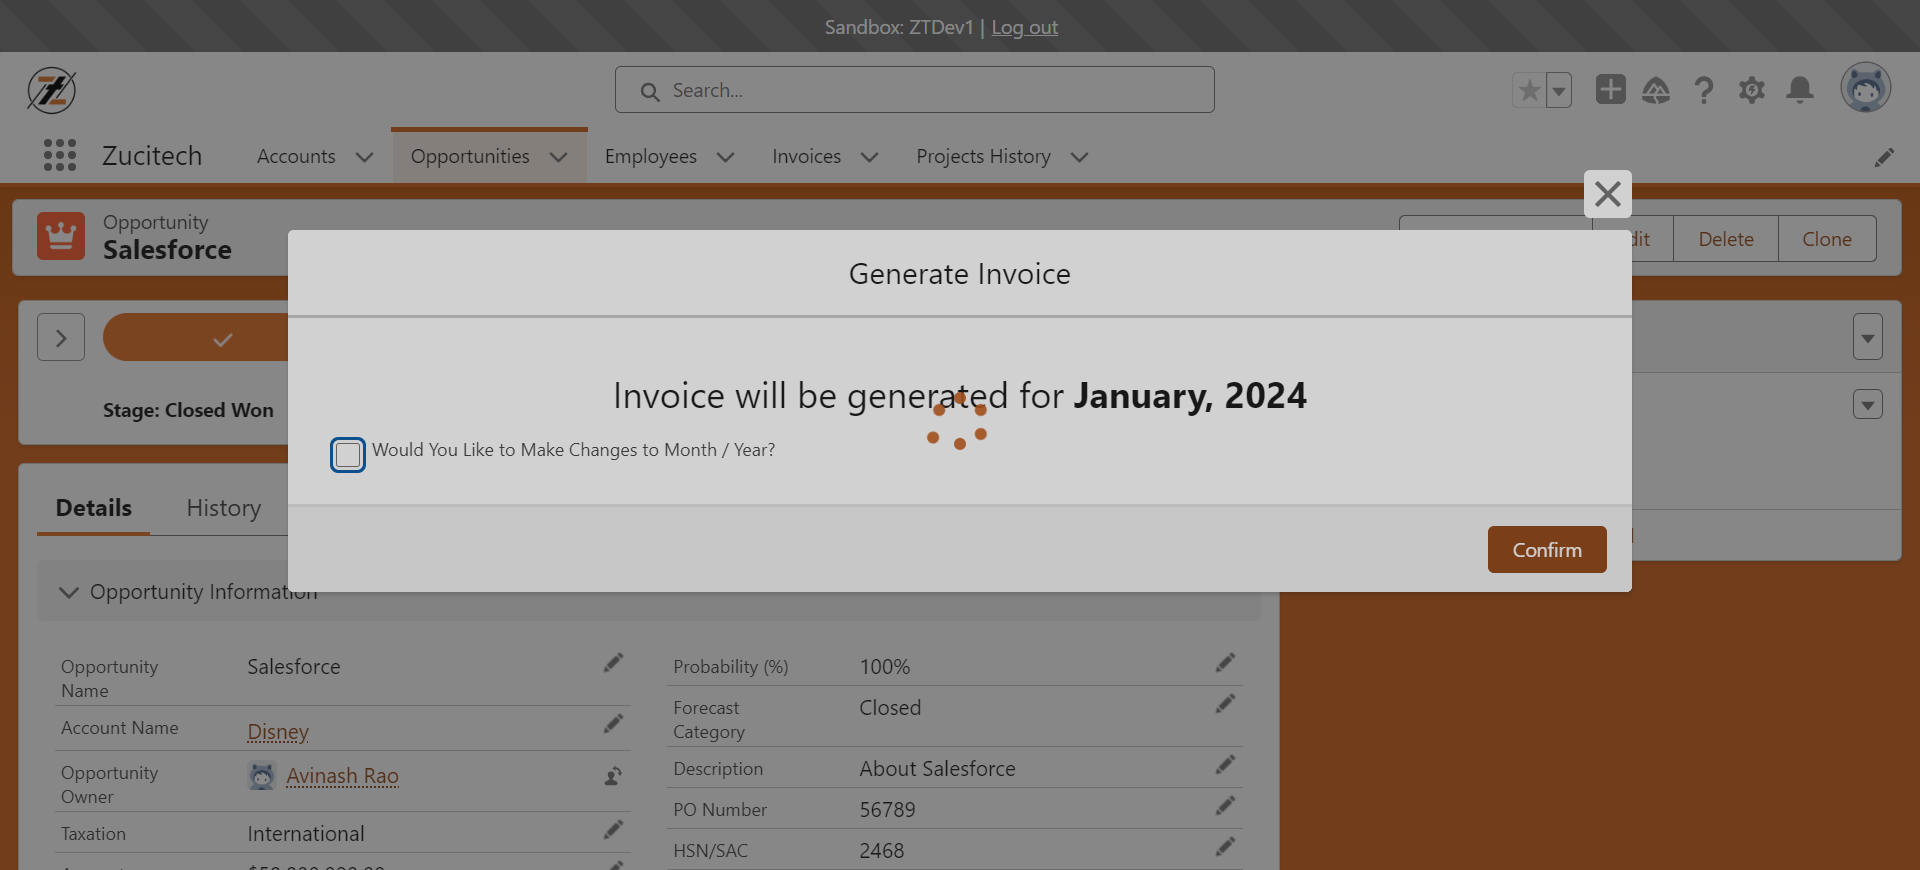 Sandbox: ZTDev1 | Log out
Search...
Zucitech
Accounts
Opportunities
Employees
Invoices
Projects History
Opportunity
Salesforce
Delete
Clone
Generate Invoice
Invoice will be generated for January, 2024
Would You Like to Make Changes to Month / Year?
Stage: Closed Won
Confirm
Details
History
Opportunity Information
Opportunity
Name
Salesforce
Probability (%)
100%
Account Name
Disney
Forecast
Category
Closed
Opportunity
Owner
Avinash Rao
Description
About Salesforce
PO Number
56789
Taxation
International
HSN/SAC
2468